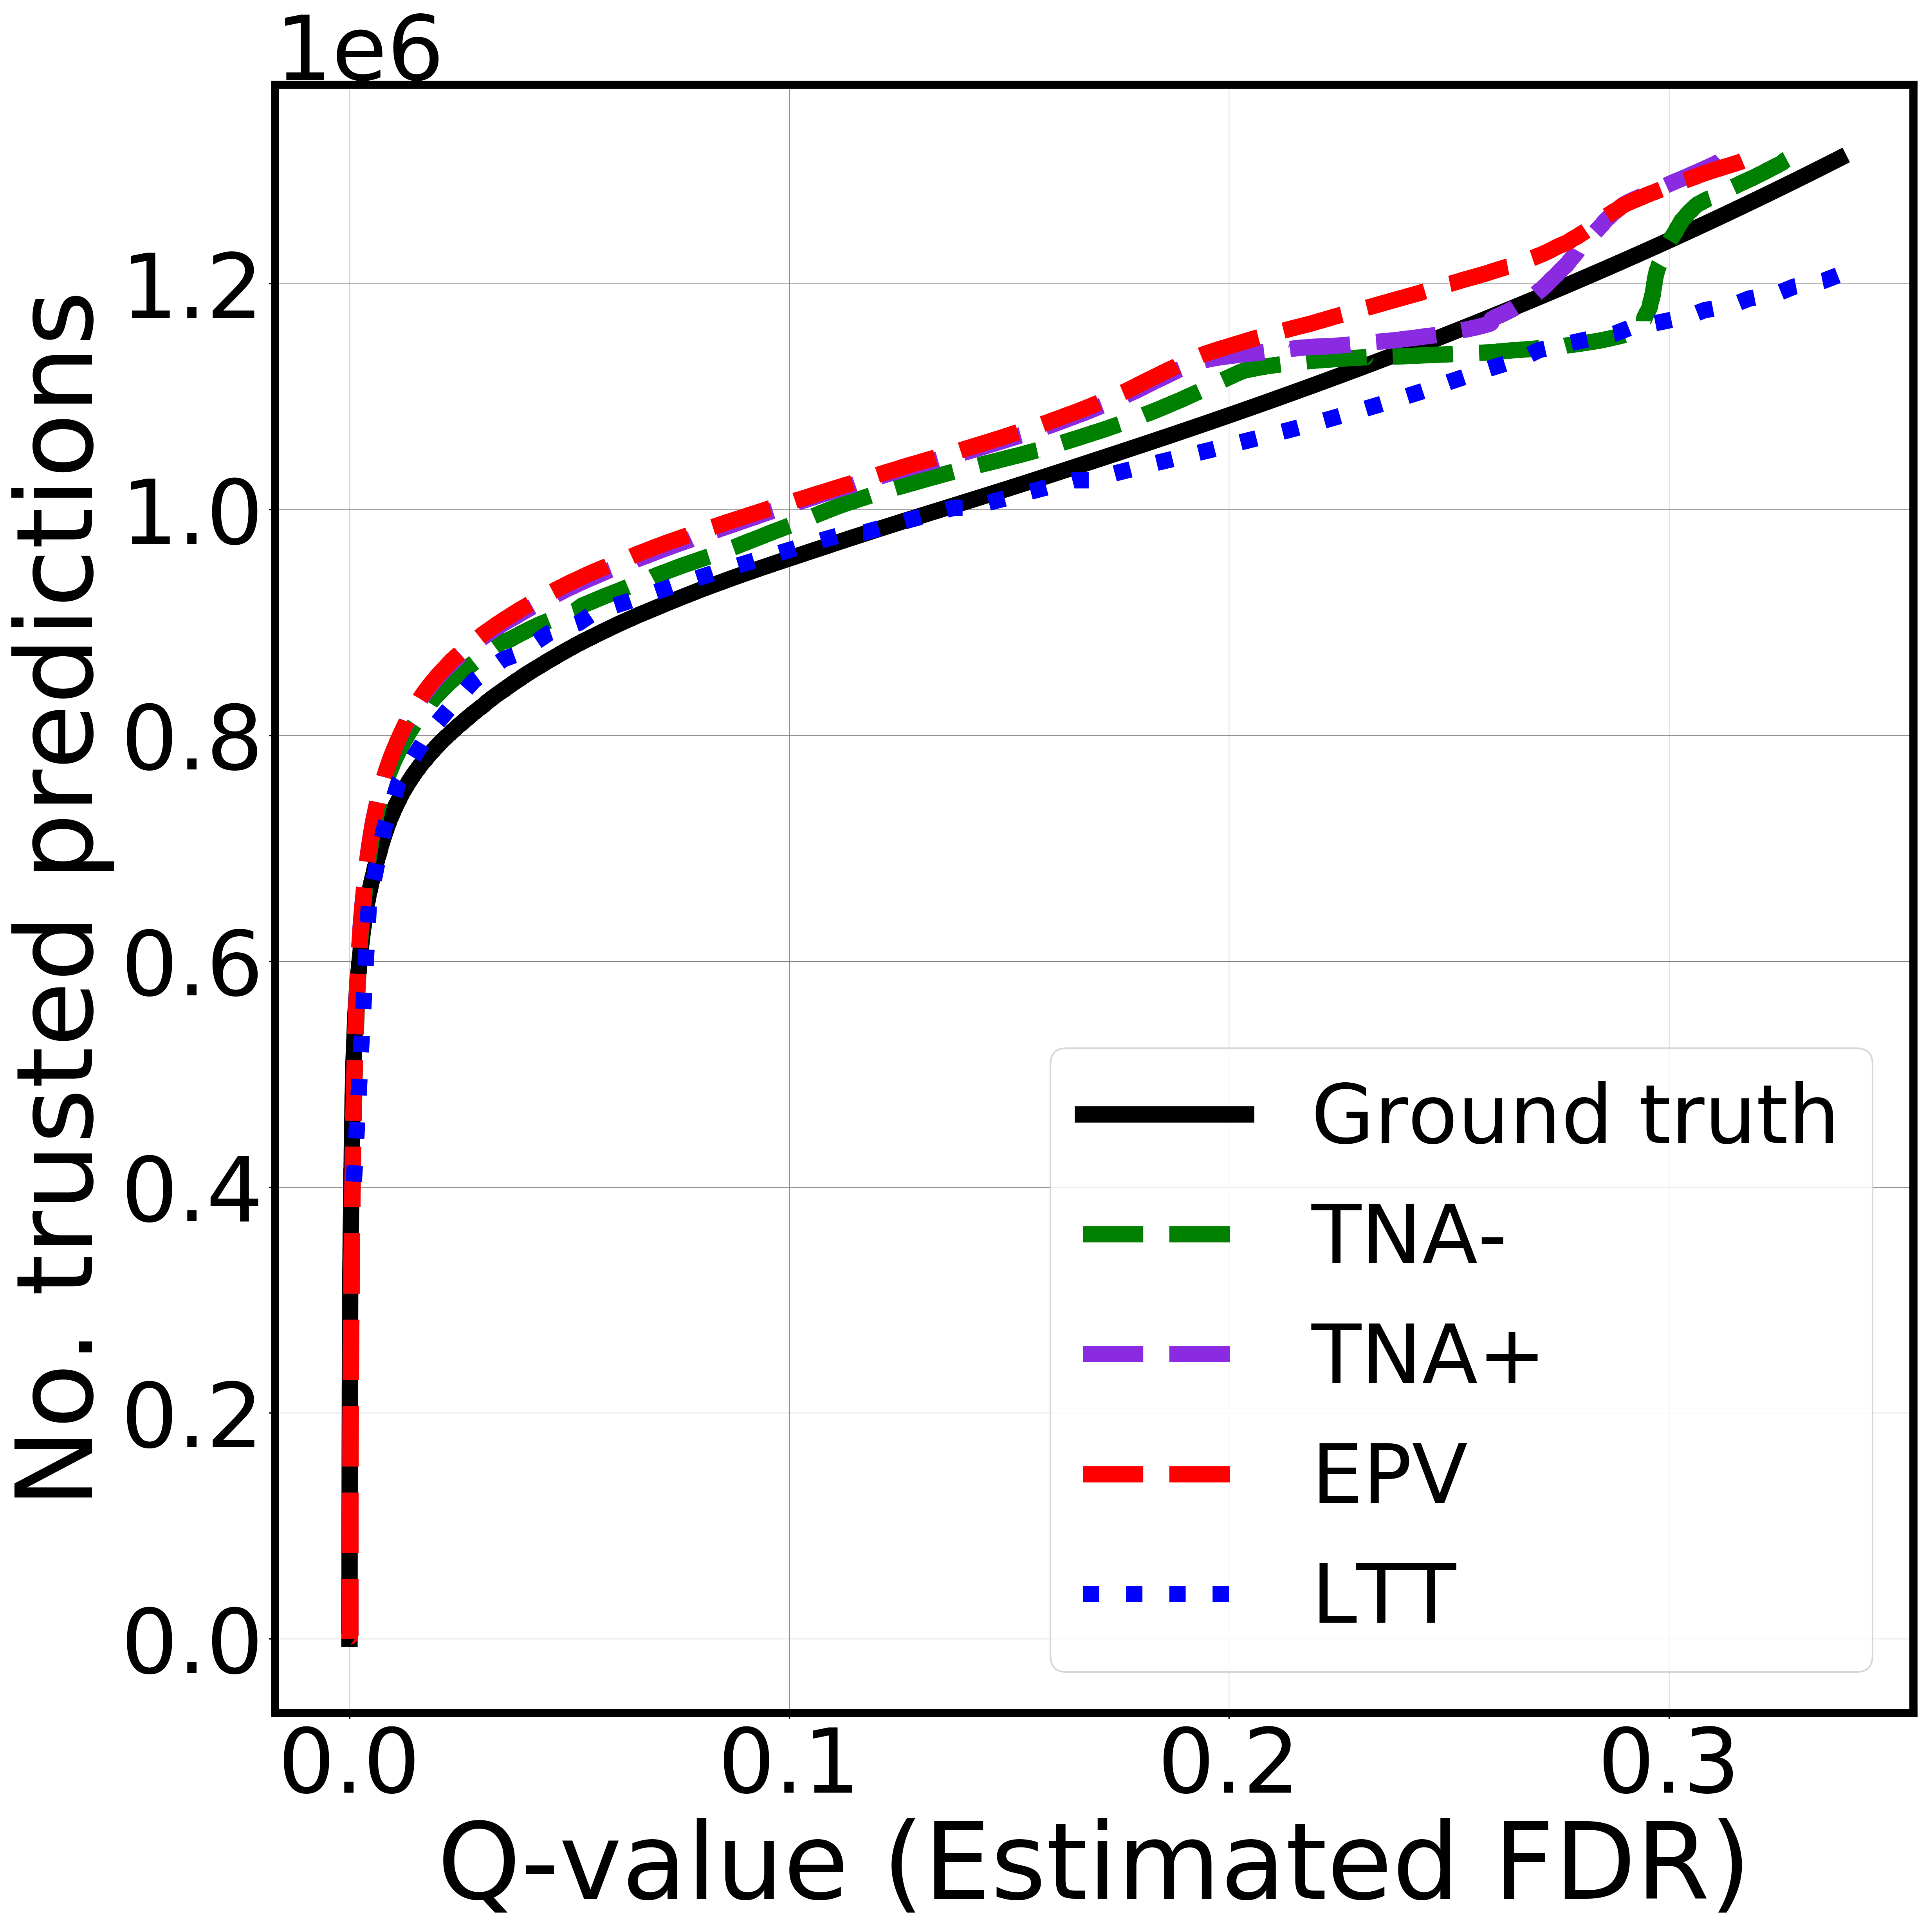 1e6
No. trusted predictions
1.2
1.0
0.8
0.6
0.4
0.2
0.0
Ground truth
TNA-
TNA+
EPV
LTT
0.0 0.1 0.2 0.3
Q-value (Estimated FDR)